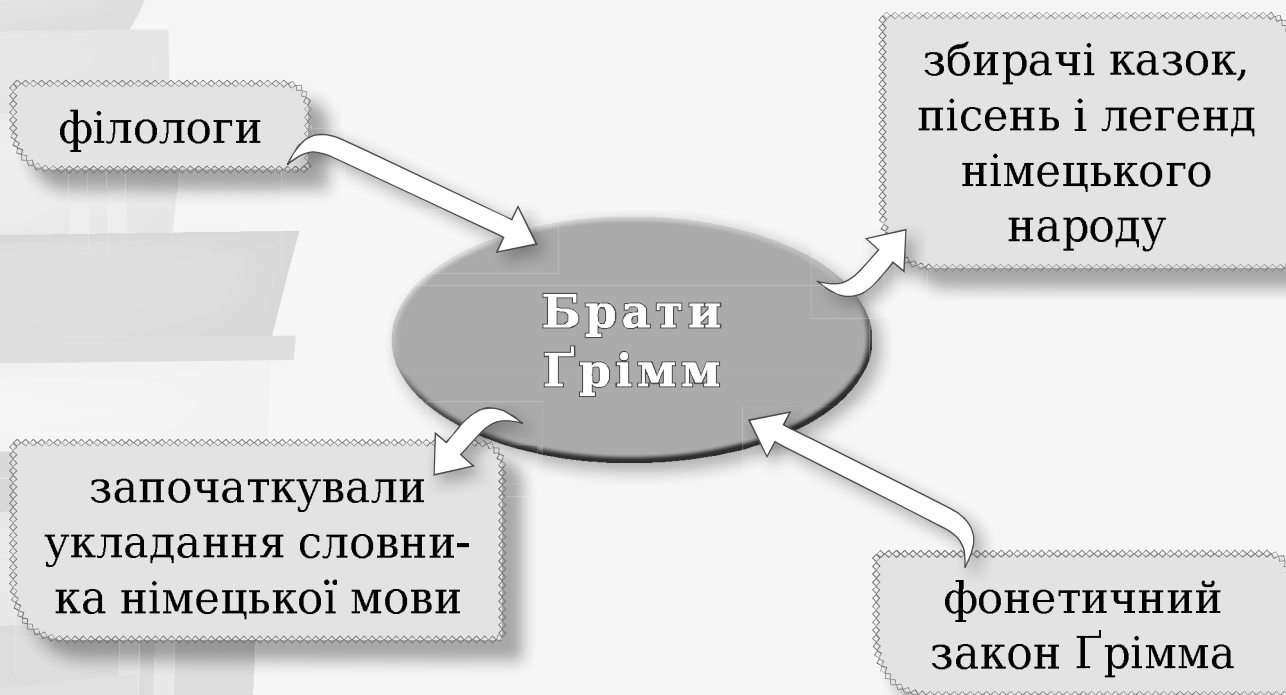 філологи
збирачі казок,
пісень і легенд
німецького
народу
Брати
Ґрімм
започаткували
укладання словни-
ка німецької мови
фонетичний
закон Ґрімма